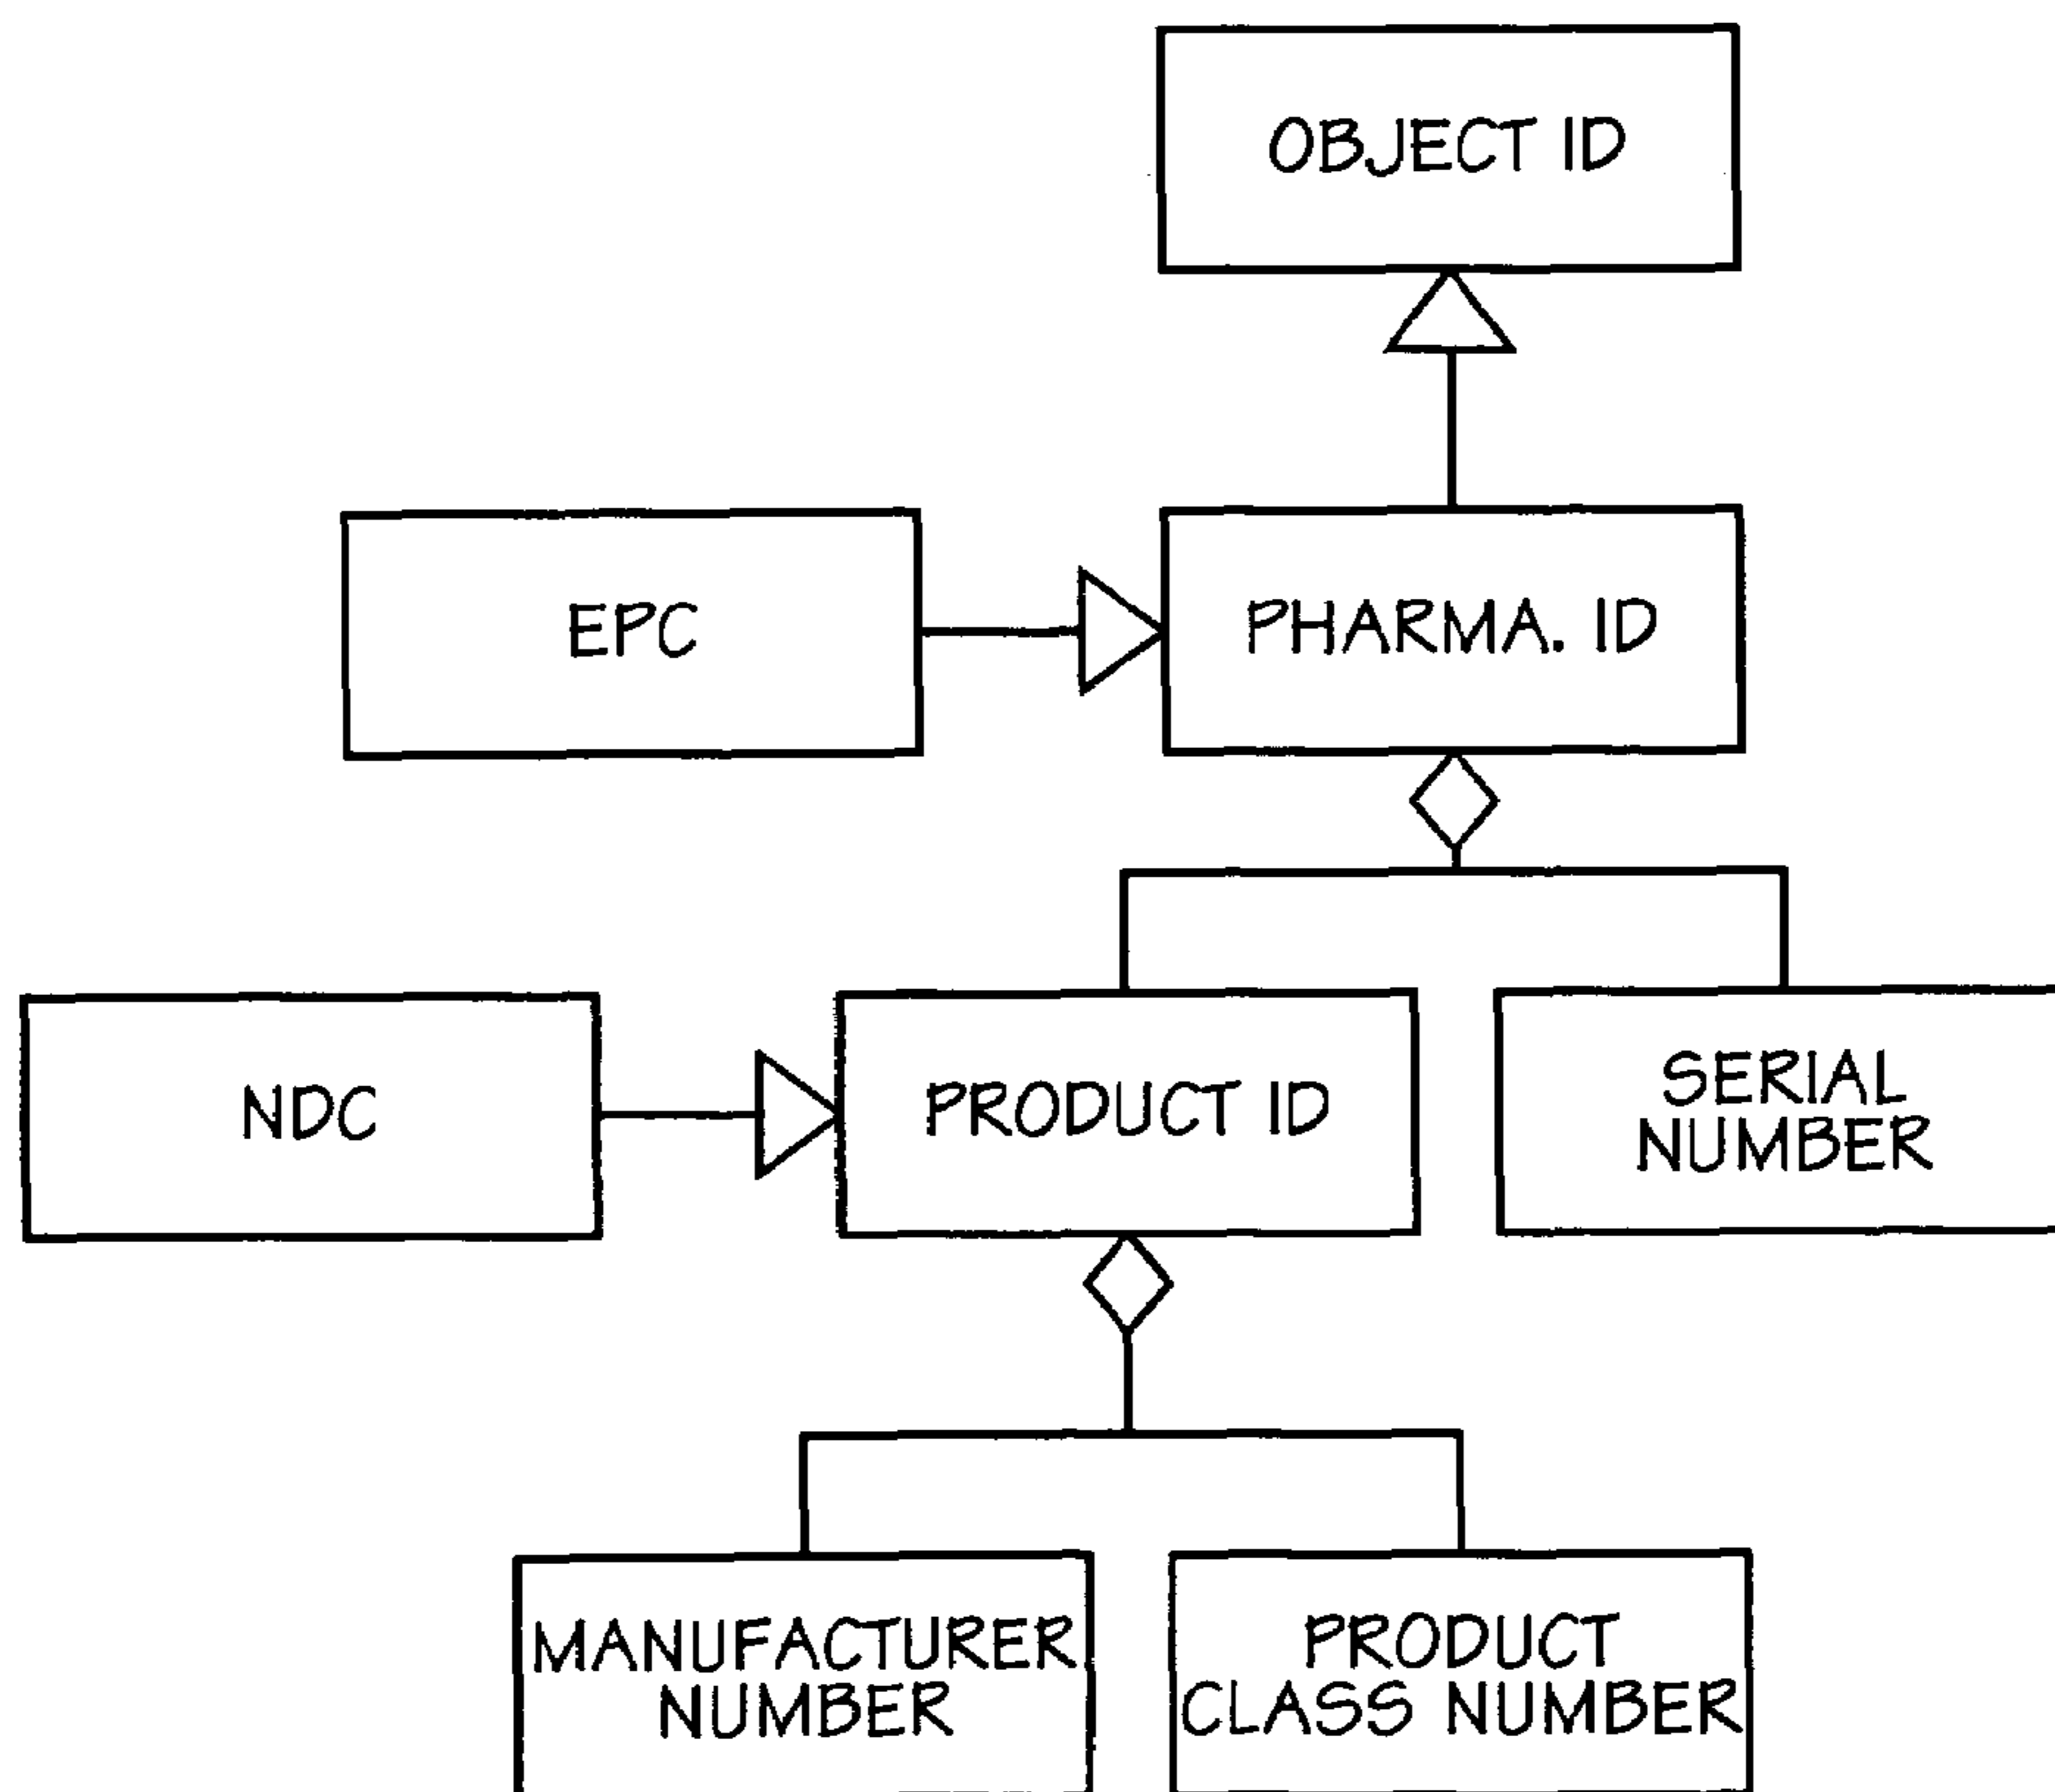 OBJECT ID
EPC
PHARMA. ID
NDC
PRODUCT ID
SERIAL
NUMBER
MANUFACTURER
NUMBER
PRODUCT
CLASS NUMBER